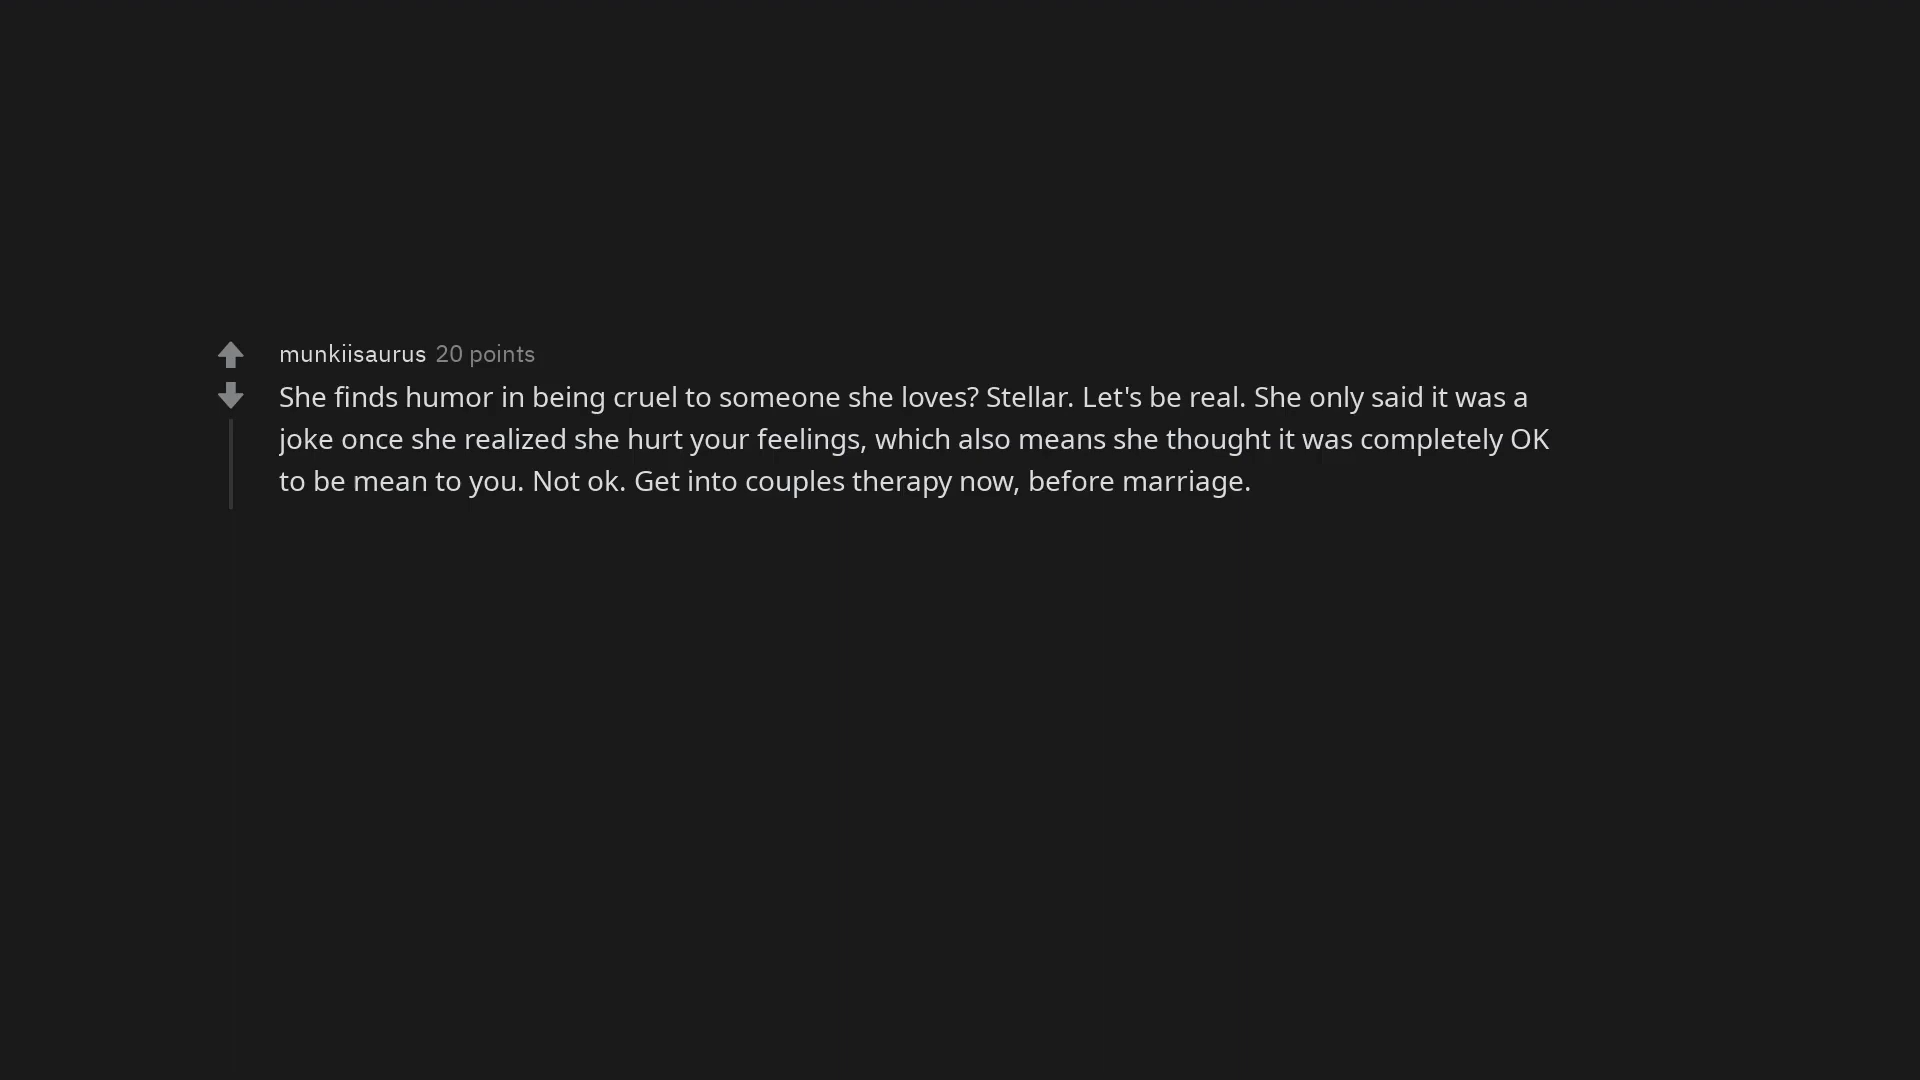 munkiisaurus 20 points
She finds humor in being cruel to someone she loves? Stellar. Let's be real. She only said it was a
joke once she realized she hurt your feelings, which also means she thought it was completely OK
to be mean to you. Not ok. Get into couples therapy now, before marriage.